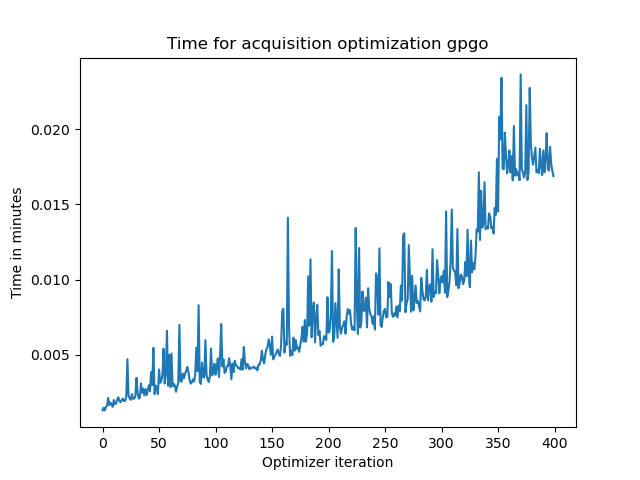 Time for acquisition optimization gpgo
0.020
0.015
0.010
0.005
Time in minutes
0 50 100 150 200 250 300 350 400
Optimizer iteration